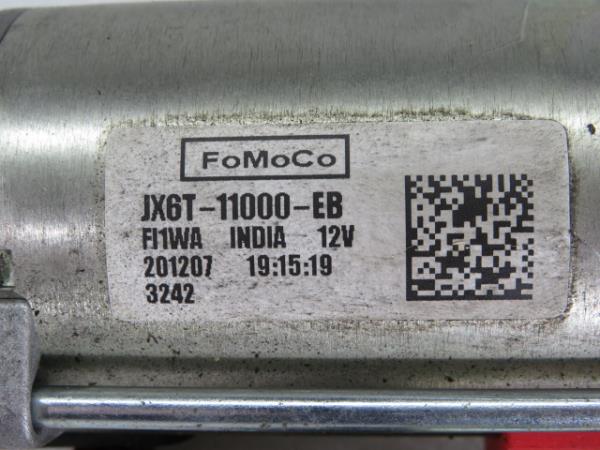 FoMoCo
JX6T-11000-EB
FI1WA INDIA 12V
201207 19:15:19
3242